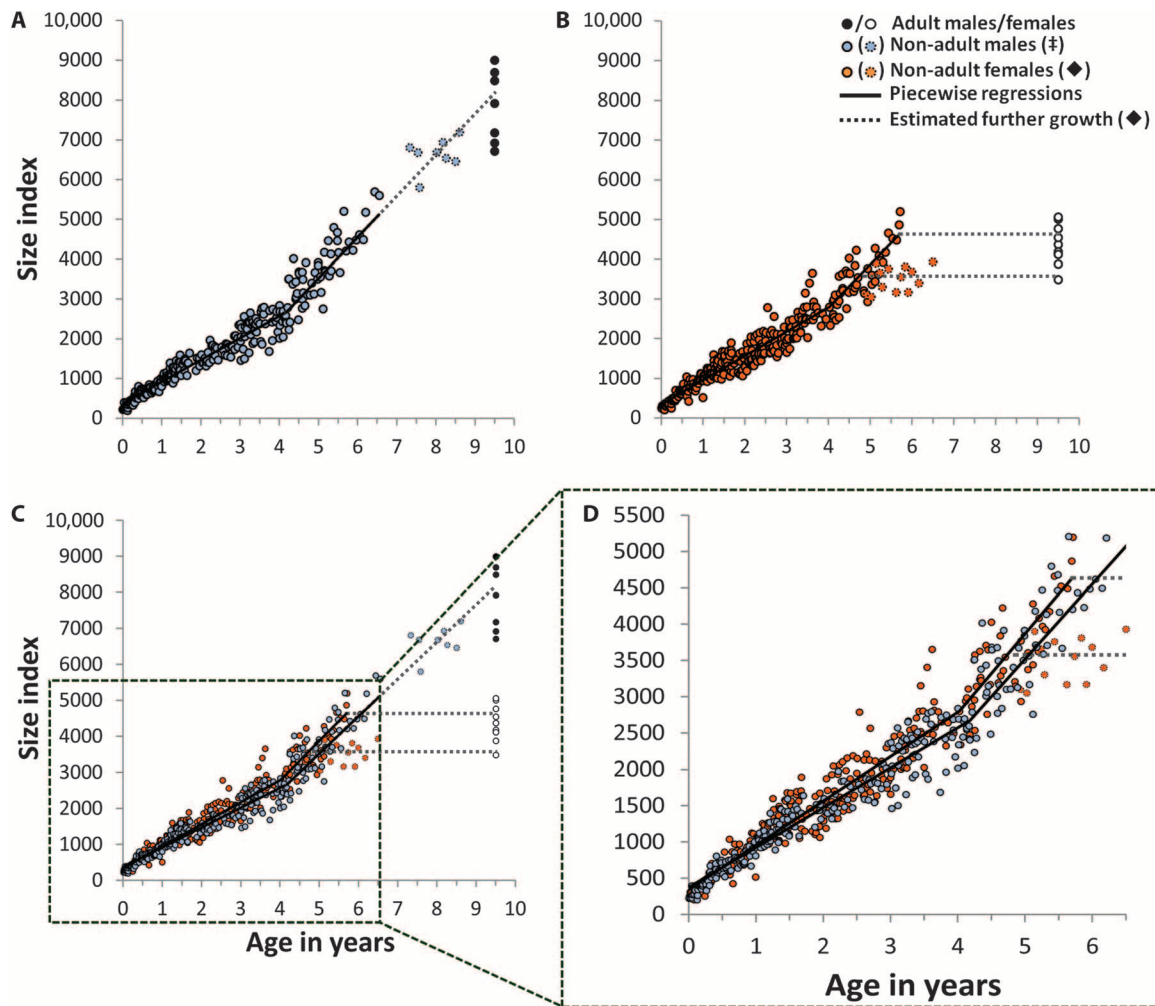 A
10,000
9000
8000
7000
6000
5000
4000
3000
2000
1000
0
0 1 2 3 4 5 6 7 8 9 10
Size index
B
10,000
9000
8000
7000
6000
5000
4000
3000
2000
1000
0
0 1 2 3 4 5 6 7 8 9 10
/ Adult males/females
( ) Non-adult males (‡)
( ) Non-adult females (◆)
Piecewise regressions
Estimated further growth (◆)
C
10,000
9000
8000
7000
6000
5000
4000
3000
2000
1000
0
0 1 2 3 4 5 6 7 8 9 10
Size index
Age in years
D
5500
5000
4500
4000
3500
3000
2500
2000
1500
1000
500
0
0 1 2 3 4 5 6
Age in years